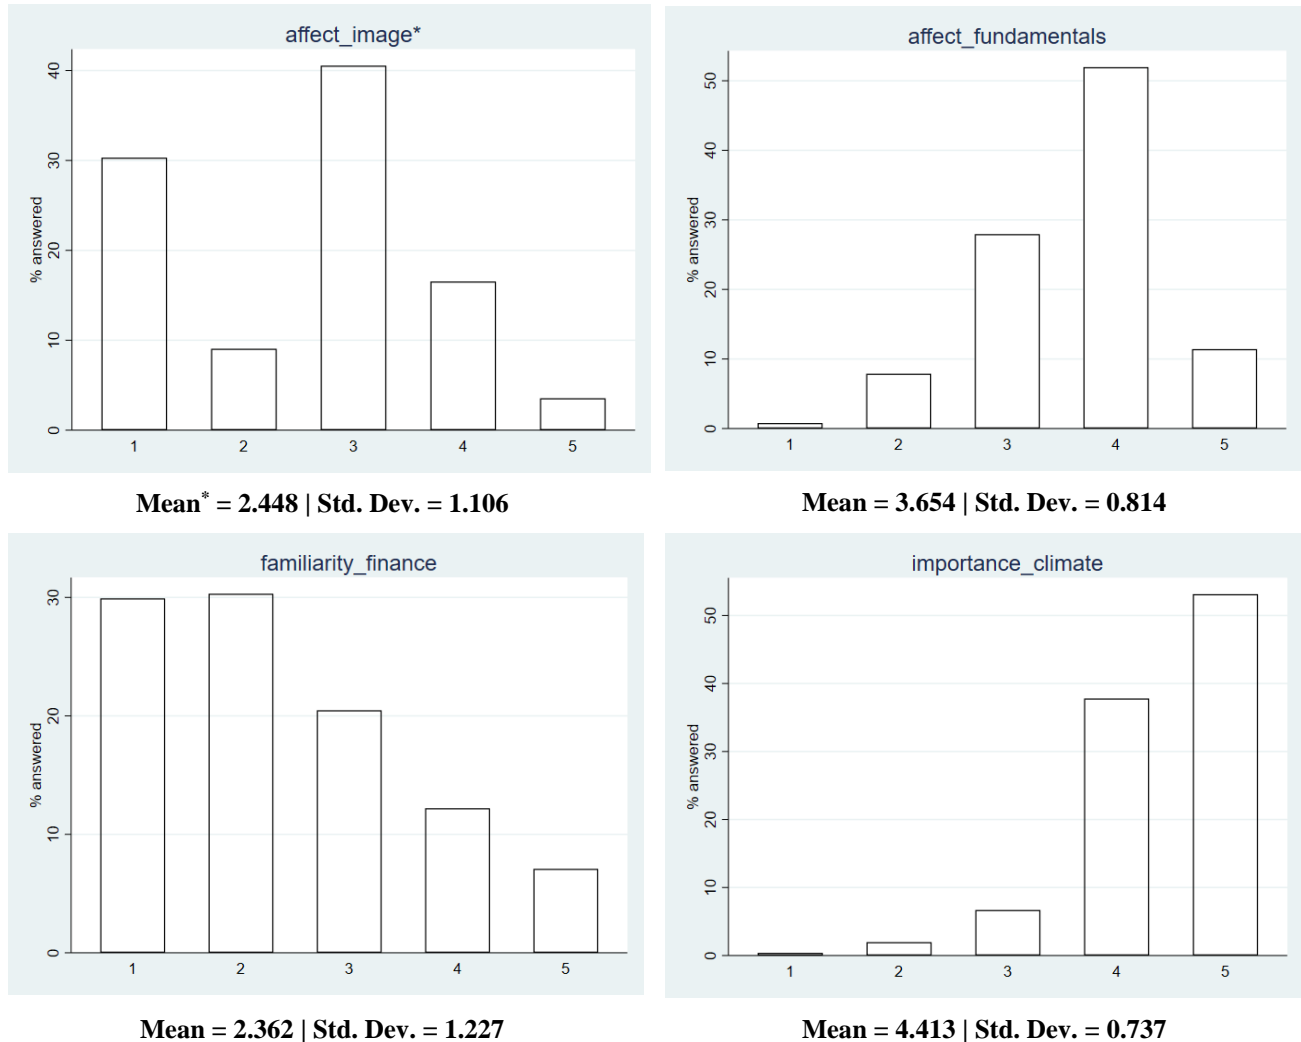 affect_image*
% answered
40
30
20
10
0
1 2 3 4 5
Mean* = 2.448 | Std. Dev. = 1.106
affect_fundamentals
% answered
50
40
30
20
10
0
1 2 3 4 5
Mean = 3.654 | Std. Dev. = 0.814
familiarity_finance
% answered
30
20
10
0
1 2 3 4 5
Mean = 2.362 | Std. Dev. = 1.227
importance_climate
% answered
50
40
30
20
10
0
1 2 3 4 5
Mean = 4.413 | Std. Dev. = 0.737